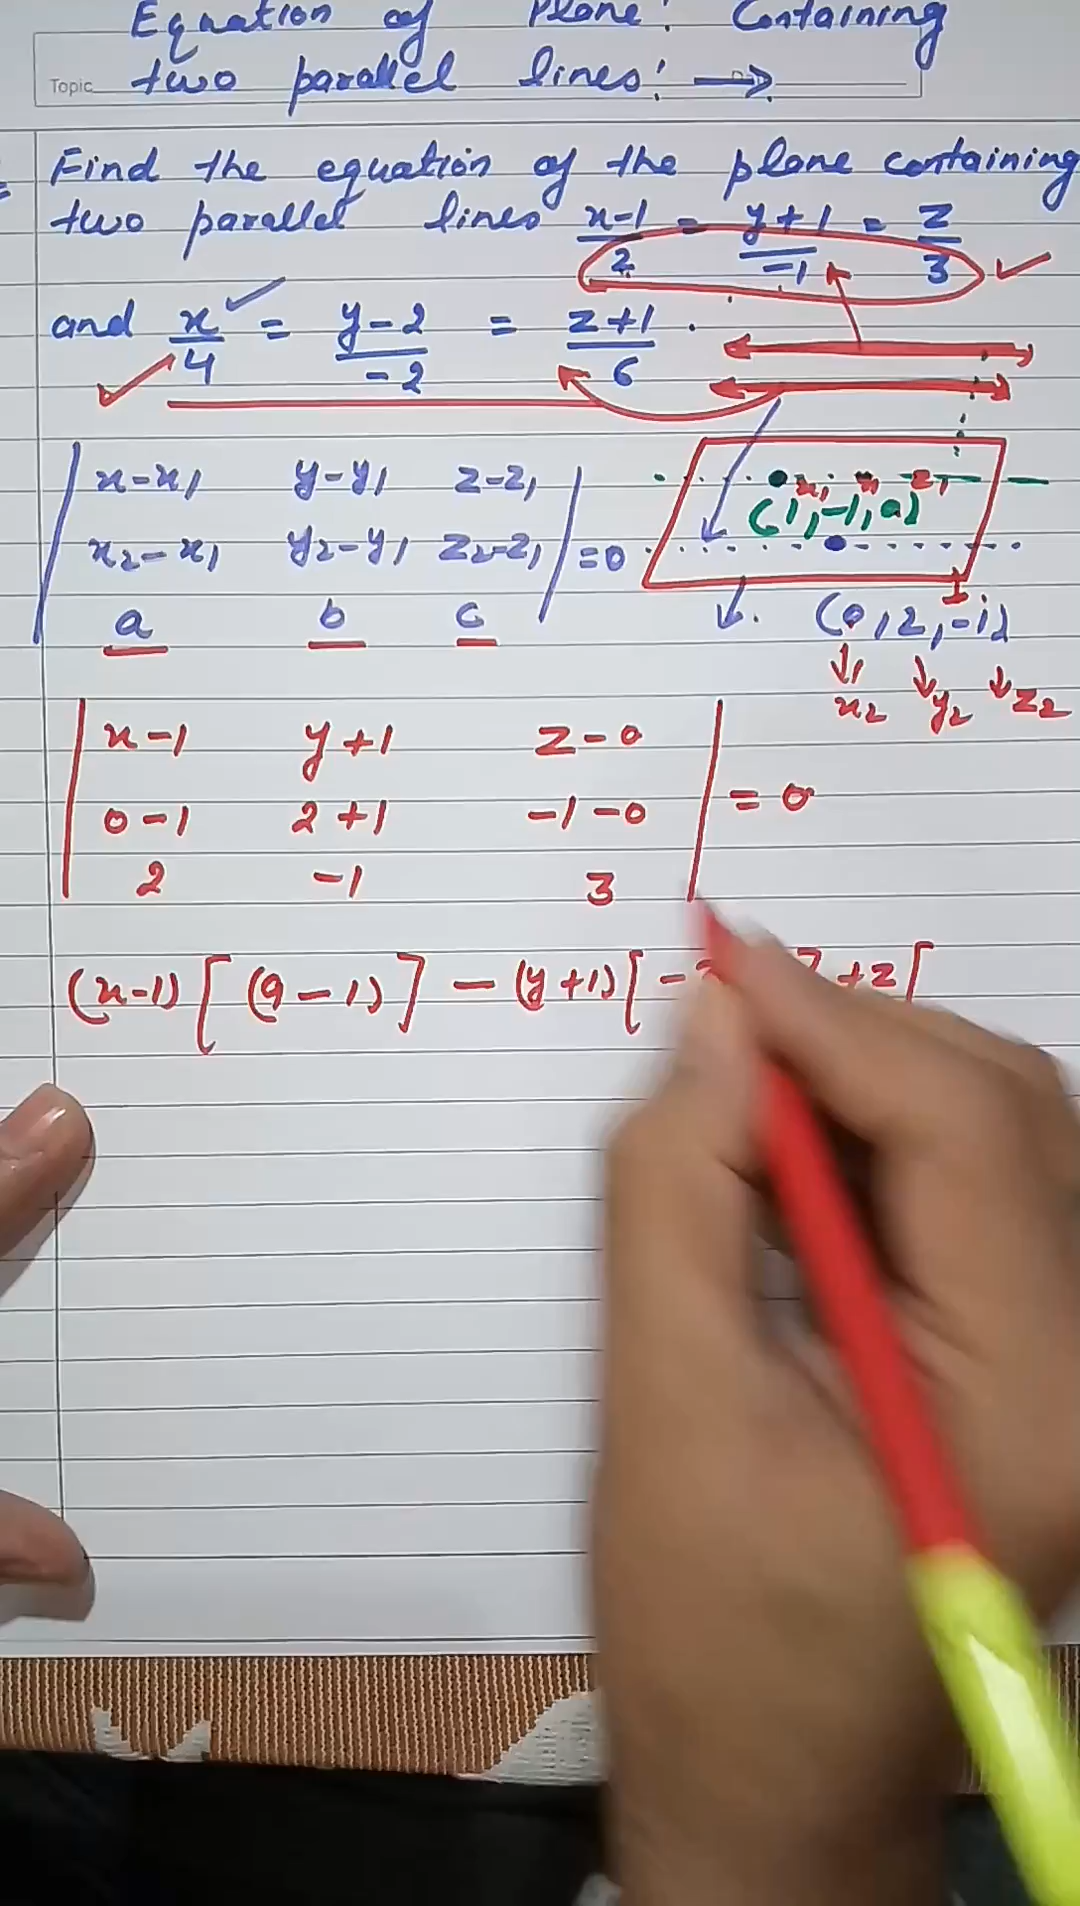 Equation of Plane: Containing
Topic two parallel lines: →
Find the equation of the plane containing
two parallel lines x-1/2 = y+1/-1 = z/3 ✓
and x/4 = y-2/-2 = z+1/6 .
| x-x₁ y-y₁ z-z₁ |
| x₂-x₁ y₂-y₁ z₂-z₁ | = 0
| a b c |
x₁ z₁
(1,-1,0)
(0,2,-1)
x₂ y₂ z₂
| x-1 y+1 z-0 |
| 0-1 2+1 -1-0 | = 0
| 2 -1 3 |
(x-1)[(9-1)] - (y+1)[ +z[